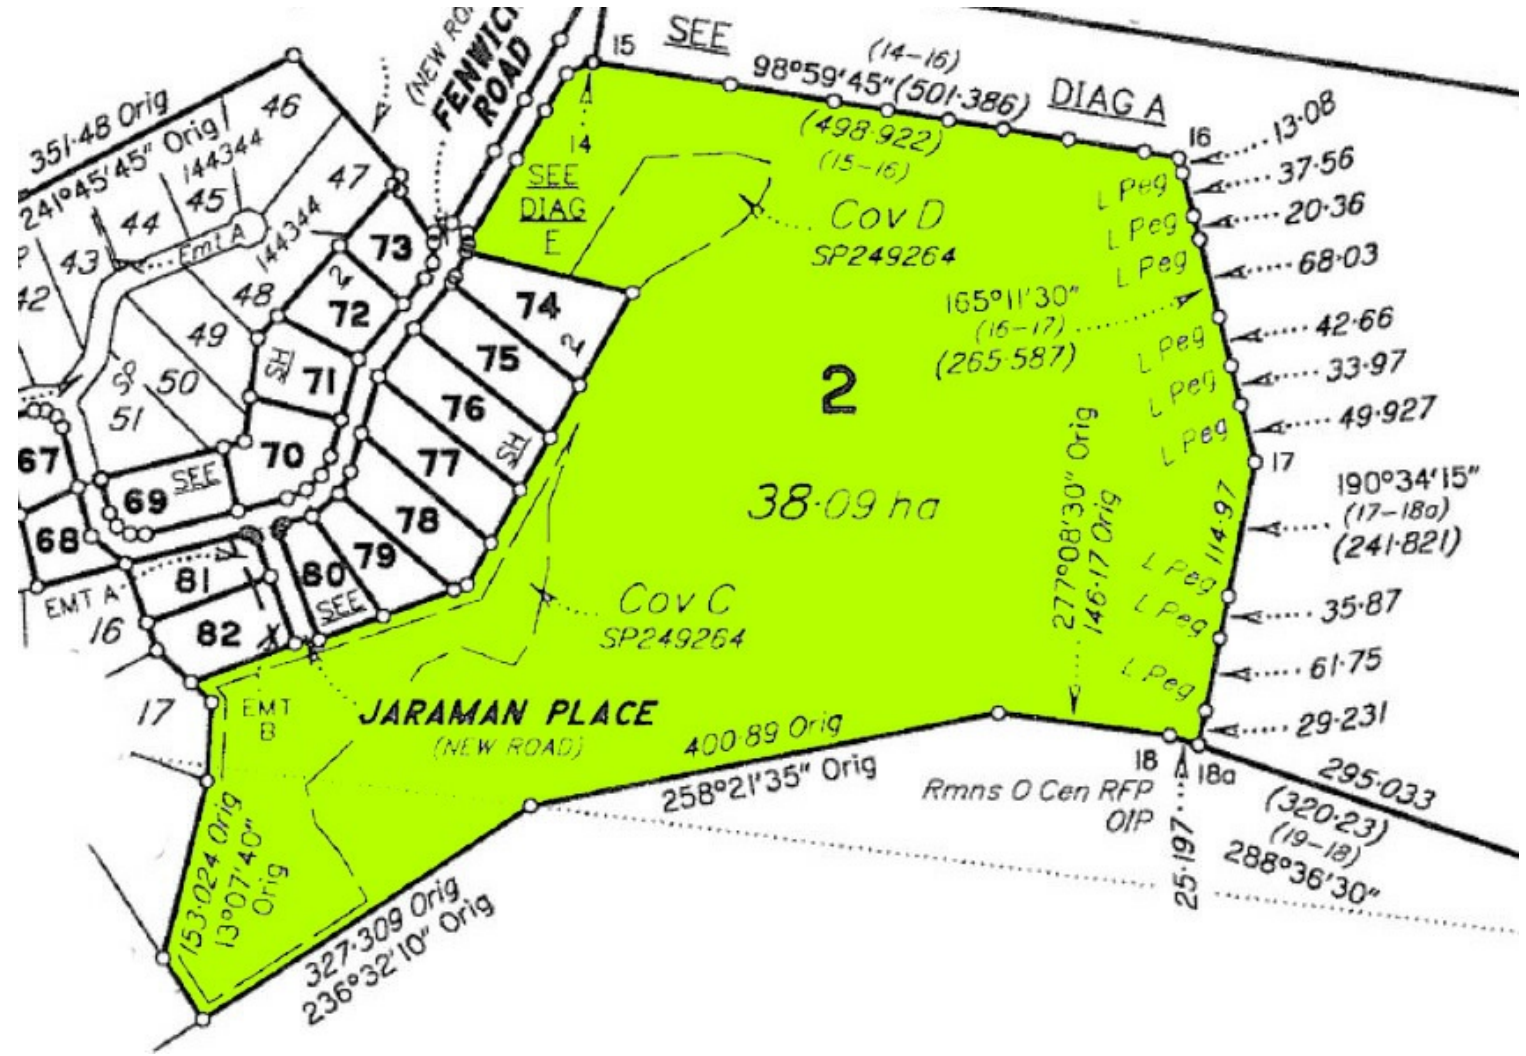 SEE
15
(14-16)
98°59'45"(501·386)
DIAG A
(498·922)
(15-16)
14
16
13·08
37·56
20·36
68·03
42·66
33·97
49·927
17
190°34'15"
(17-18a)
(241·821)
35·87
61·75
29·231
FENWICK
ROAD
351·48 Orig
241°45'45" Orig
144344
46
47
45
44
43
42
Emt A
144344
48
49
50
SP
51
SEE
DIAG
E
Cov D
SP249264
L Peg
L Peg
L Peg
L Peg
L Peg
L Peg
165°11'30"
(16-17)
(265·587)
73
72
2
71
SH
70
74
2
75
76
SH
77
78
79
80
SEE
67
69
SEE
68
81
82
EMT A
16
17
2
38·09 ha
277°08'30" Orig
146·17 Orig
114·97
L Peg
L Peg
L Peg
Cov C
SP249264
EMT
B
JARAMAN PLACE
(NEW ROAD)
400·89 Orig
258°21'35" Orig
153·024 Orig
13°07'40"
Orig
327·309 Orig
236°32'10" Orig
18
18a
Rmns O Cen RFP
OIP
25·197
295·033
(320·23)
(19-18)
288°36'30"